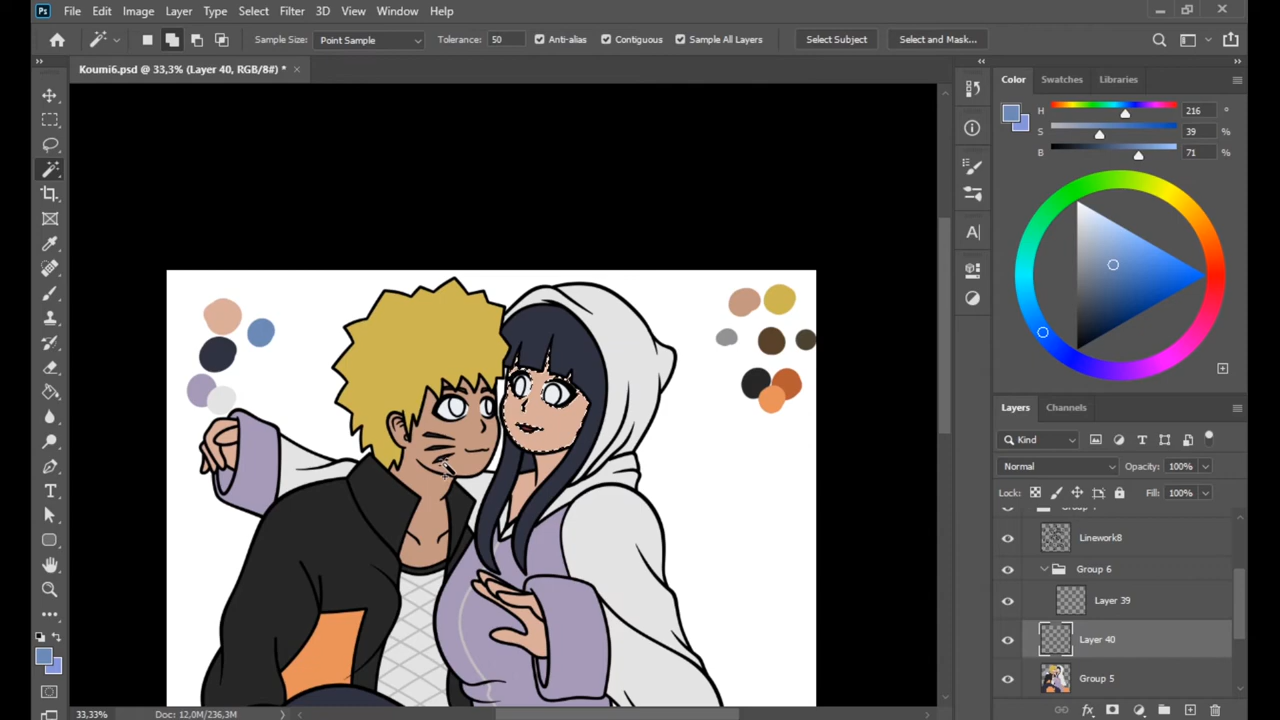 Ps File Edit Image Layer Type Select Filter 3D View Window Help
Sample Size: Point Sample Tolerance: 50 Anti-alias Contiguous Sample All Layers Select Subject Select and Mask...
Koumi6.psd @ 33,3% (Layer 40, RGB/8#) *
Color Swatches Libraries
H 216 °
S 39 %
B 71 %
Layers Channels
Kind
Normal Opacity: 100%
Lock: Fill: 100%
Linework8
Group 6
Layer 39
Layer 40
Group 5
33,33% Doc: 12,0M/236,3M